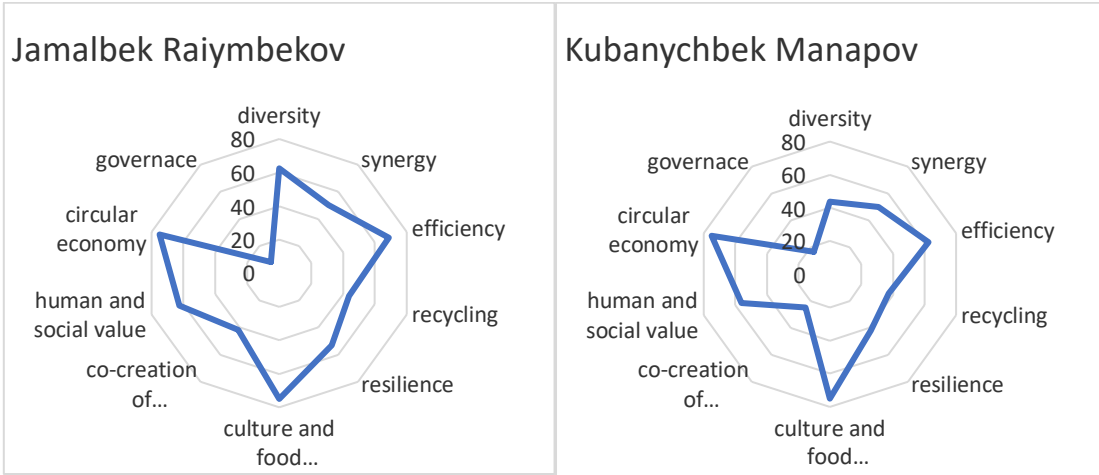 Jamalbek Raiymbekov
diversity
synergy
efficiency
recycling
resilience
culture and
food...
co-creation
of...
human and
social value
circular
economy
governace
80
60
40
20
0
Kubanychbek Manapov
diversity
synergy
efficiency
recycling
resilience
culture and
food...
co-creation
of...
human and
social value
circular
economy
governace
80
60
40
20
0